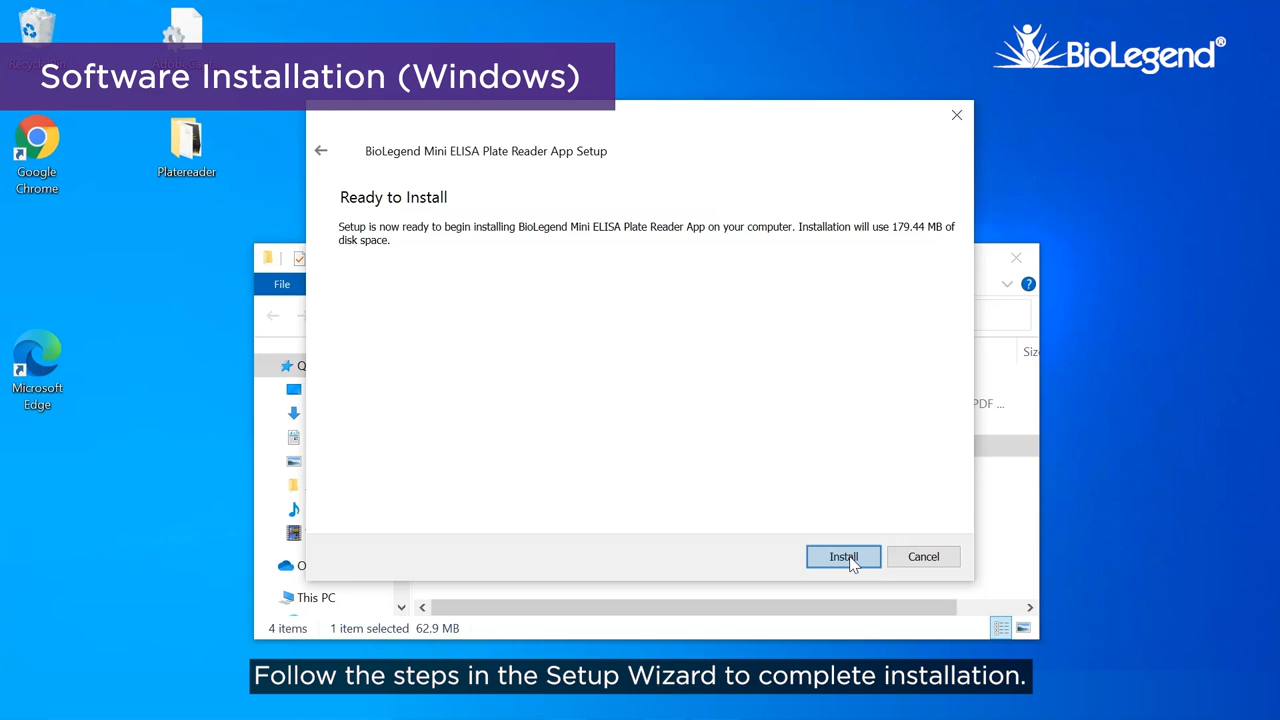 BioLegend®
Software Installation (Windows)
Google
Chrome
Platereader
Microsoft
Edge
BioLegend Mini ELISA Plate Reader App Setup
Ready to Install
Setup is now ready to begin installing BioLegend Mini ELISA Plate Reader App on your computer. Installation will use 179.44 MB of
disk space.
Install
Cancel
File
?
Siz
Q
PDF ...
O
This PC
4 items 1 item selected 62.9 MB
Follow the steps in the Setup Wizard to complete installation.